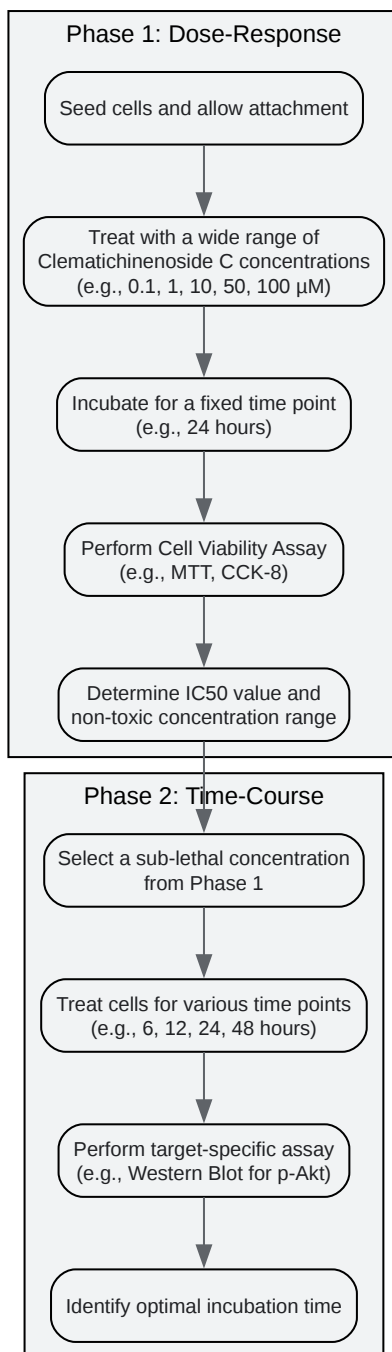 Phase 1: Dose-Response
Seed cells and allow attachment
Treat with a wide range of
Clematichinenoside C concentrations
(e.g., 0.1, 1, 10, 50, 100 µM)
Incubate for a fixed time point
(e.g., 24 hours)
Perform Cell Viability Assay
(e.g., MTT, CCK-8)
Determine IC50 value and
non-toxic concentration range
Phase 2: Time-Course
Select a sub-lethal concentration
from Phase 1
Treat cells for various time points
(e.g., 6, 12, 24, 48 hours)
Perform target-specific assay
(e.g., Western Blot for p-Akt)
Identify optimal incubation time